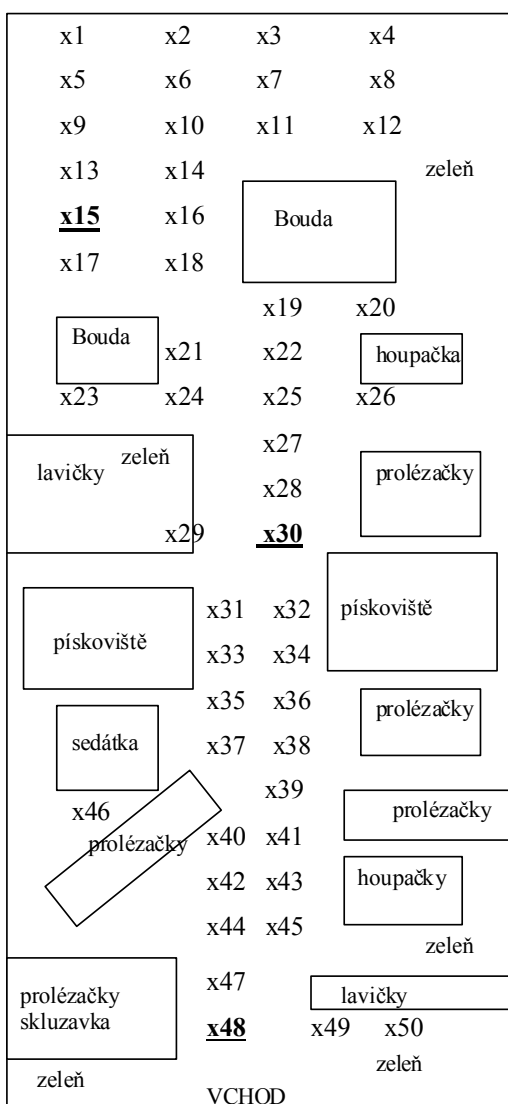 x1 x2 x3 x4
x5 x6 x7 x8
x9 x10 x11 x12
x13 x14 zeleň
x15 x16 Bouda
x17 x18
x19 x20
Bouda x21 x22 houpačka
x23 x24 x25 x26
x27
lavičky zeleň x28 prolézačky
x29 x30
x31 x32 pískoviště
pískoviště x33 x34
x35 x36 prolézačky
sedátka x37 x38
x39
x46 prolézačky
prolézačky x40 x41
x42 x43 houpačky
x44 x45
zeleň
x47
prolézačky lavičky
skluzavka x48 x49 x50
zeleň
zeleň
VCHOD